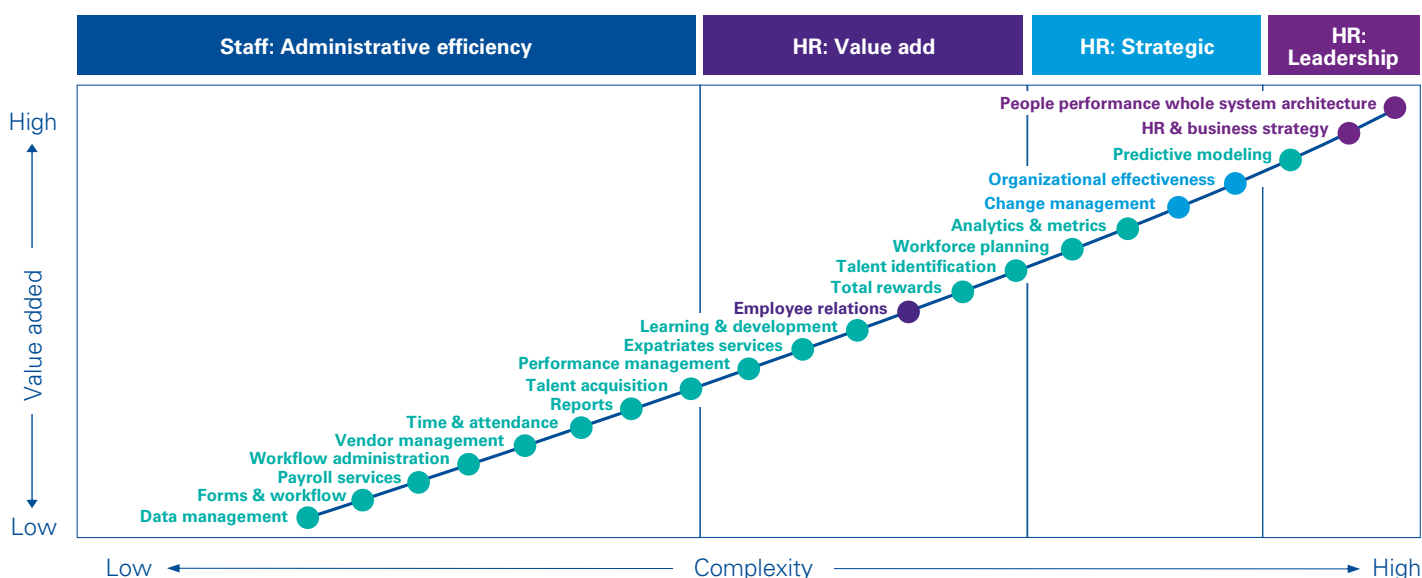 Staff: Administrative efficiency
HR: Value add
HR: Strategic
HR:
Leadership
High
Value added
Low
People performance whole system architecture
HR & business strategy
Predictive modeling
Organizational effectiveness
Change management
Analytics & metrics
Workforce planning
Talent identification
Total rewards
Employee relations
Learning & development
Expatriates services
Performance management
Talent acquisition
Reports
Time & attendance
Vendor management
Workflow administration
Payroll services
Forms & workflow
Data management
Low
Complexity
High